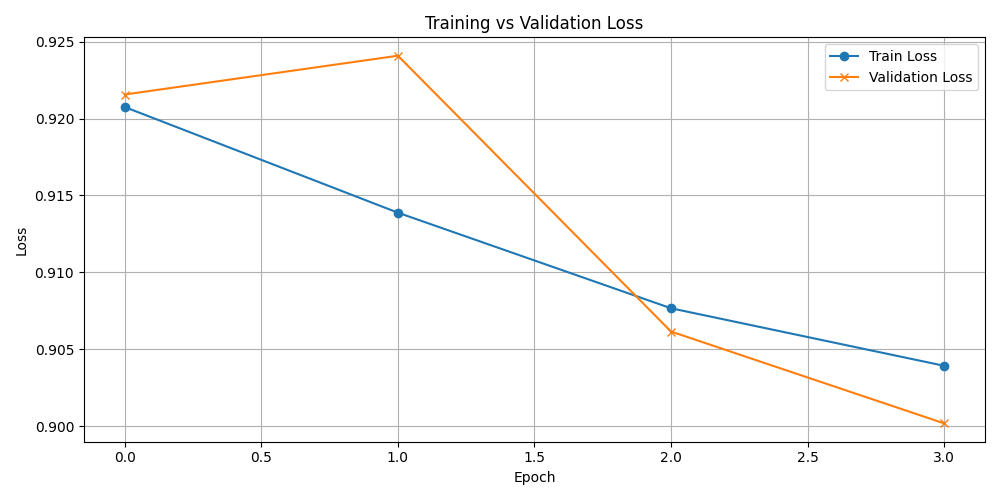 Training vs Validation Loss
Train Loss
Validation Loss
Loss
0.925
0.920
0.915
0.910
0.905
0.900
0.0 0.5 1.0 1.5 2.0 2.5 3.0
Epoch